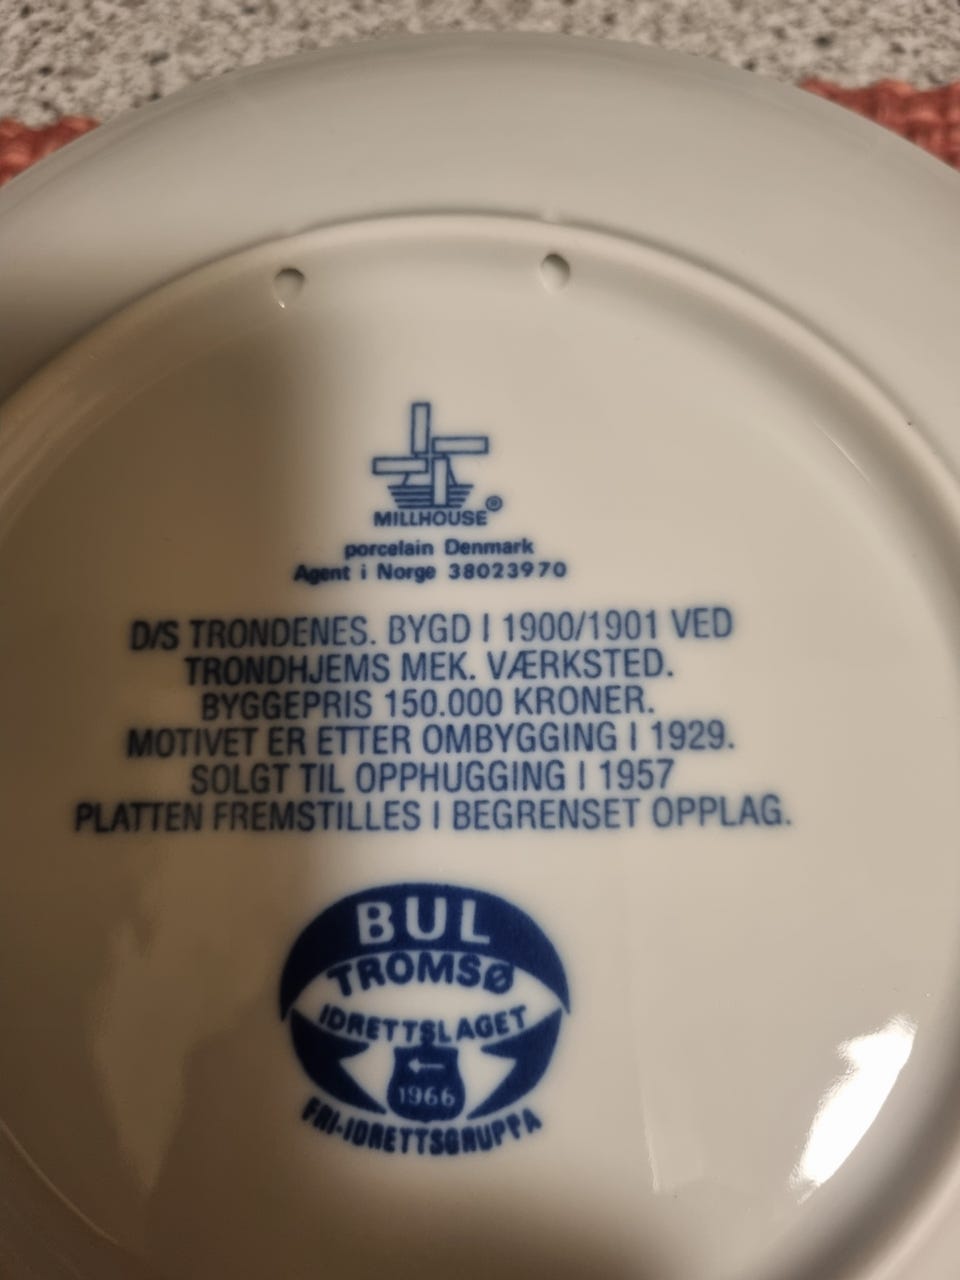 MILLHOUSE®
porcelain Denmark
Agent i Norge 38023970
D/S TRONDENES. BYGD I 1900/1901 VED
TRONDHJEMS MEK. VÆRKSTED.
BYGGEPRIS 150.000 KRONER.
MOTIVET ER ETTER OMBYGGING I 1929.
SOLGT TIL OPPHUGGING I 1957
PLATTEN FREMSTILLES I BEGRENSET OPPLAG.
BUL
TROMSØ
IDRETTSLAGET
1966
FRI-IDRETTSGRUPPA